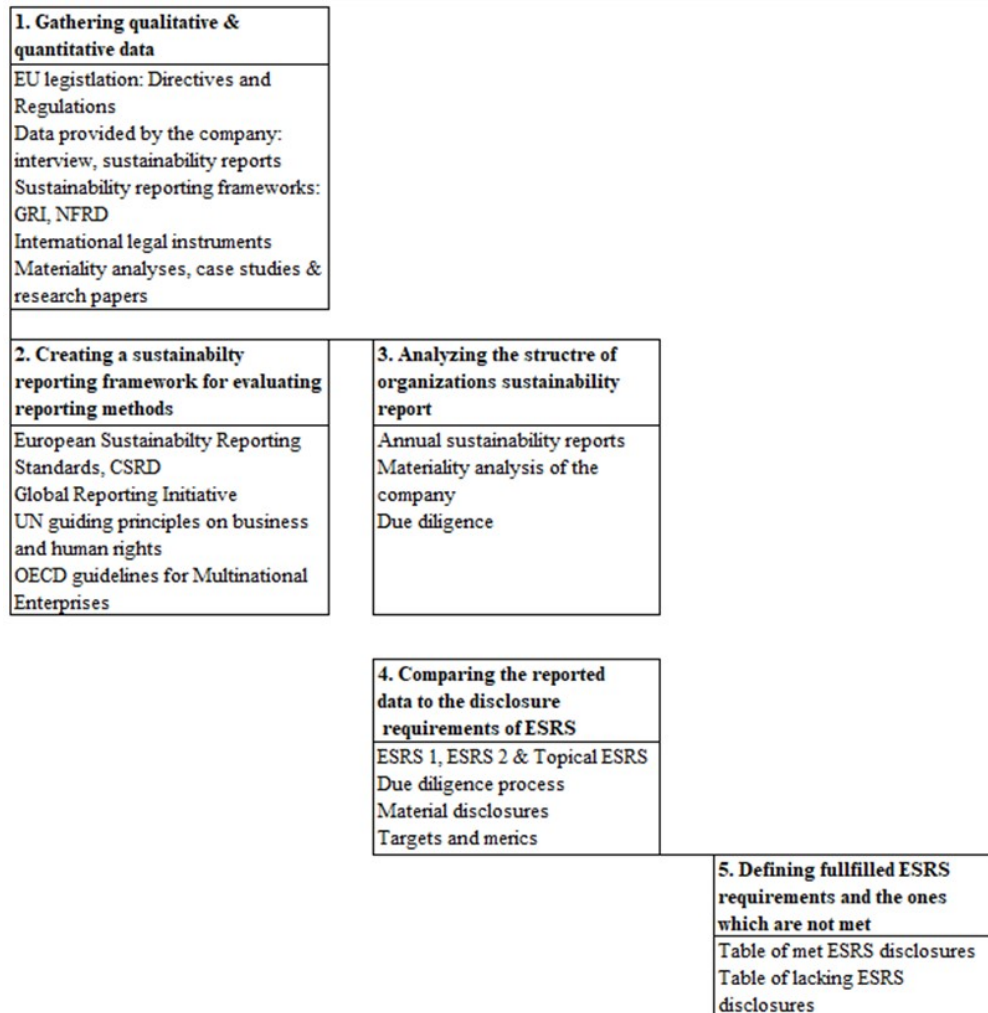 1. Gathering qualitative &
quantitative data
EU legistlation: Directives and
Regulations
Data provided by the company:
interview, sustainability reports
Sustainability reporting frameworks:
GRI, NFRD
International legal instruments
Materiality analyses, case studies &
research papers
2. Creating a sustainabilty
reporting framework for evaluating
reporting methods
European Sustainabilty Reporting
Standards, CSRD
Global Reporting Initiative
UN guiding principles on business
and human rights
OECD guidelines for Multinational
Enterprises
3. Analyzing the structre of
organizations sustainability
report
Annual sustainability reports
Materiality analysis of the
company
Due diligence
4. Comparing the reported
data to the disclosure
requirements of ESRS
ESRS 1, ESRS 2 & Topical ESRS
Due diligence process
Material disclosures
Targets and merics
5. Defining fullfilled ESRS
requirements and the ones
which are not met
Table of met ESRS disclosures
Table of lacking ESRS
disclosures